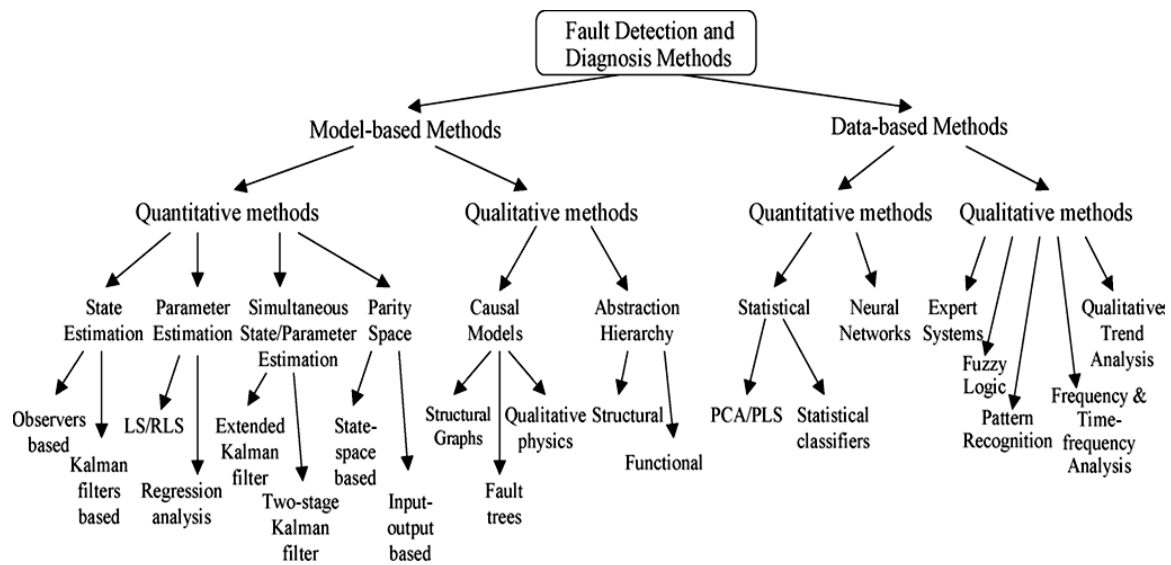 Fault Detection and
Diagnosis Methods
Model-based Methods
Data-based Methods
Quantitative methods
Qualitative methods
Quantitative methods
Qualitative methods
State
Estimation
Parameter
Estimation
Simultaneous
State/Parameter
Estimation
Parity
Space
Causal
Models
Abstraction
Hierarchy
Statistical
Neural
Networks
Expert
Systems
Fuzzy
Logic
Pattern
Recognition
Frequency &
Time-
frequency
Analysis
Qualitatives
Trend
Analysis
Observers
based
Kalman
filters
based
LS/RLS
Regression
analysis
Extended
Kalman
filter
Two-stage
Kalman
filter
State-
space
based
Input-
output
based
Structural
Graphs
Fault
trees
Qualitative
physics
Structural
Functional
PCA/PLS
Statistical
classifiers